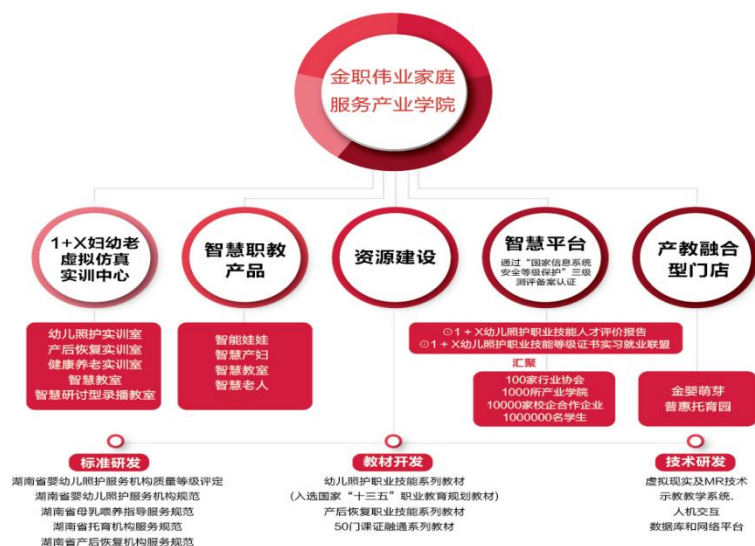 金职伟业家庭
服务产业学院
1+X妇幼老
虚拟仿真
实训中心
智慧职教
产品
资源建设
智慧平台
通过“国家信息系统
安全等级保护”三级
测评备案认证
产教融合
型门店
幼儿照护实训室
产后恢复实训室
健康养老实训室
智慧教室
智慧研讨型录播教室
智能娃娃
智慧产妇
智慧教室
智慧老人
⊙1+X幼儿照护职业技能人才评价报告
⊙1+X幼儿照护职业技能等级证书实习就业联盟
汇聚
100家行业协会
1000所产业学院
10000家校企合作企业
1000000名学生
金婴萌芽
普惠托育园
标准研发
湖南省婴幼儿照护服务机构质量等级评定
湖南省婴幼儿照护服务机构规范
湖南省母乳喂养指导服务规范
湖南省托育机构服务规范
湖南省产后恢复机构服务规范
教材开发
幼儿照护职业技能系列教材
(入选国家“十三五”职业教育规划教材)
产后恢复职业技能系列教材
50门课证融通系列教材
技术研发
虚拟现实及MR技术
示教教学系统.
人机交互
数据库和网络平台